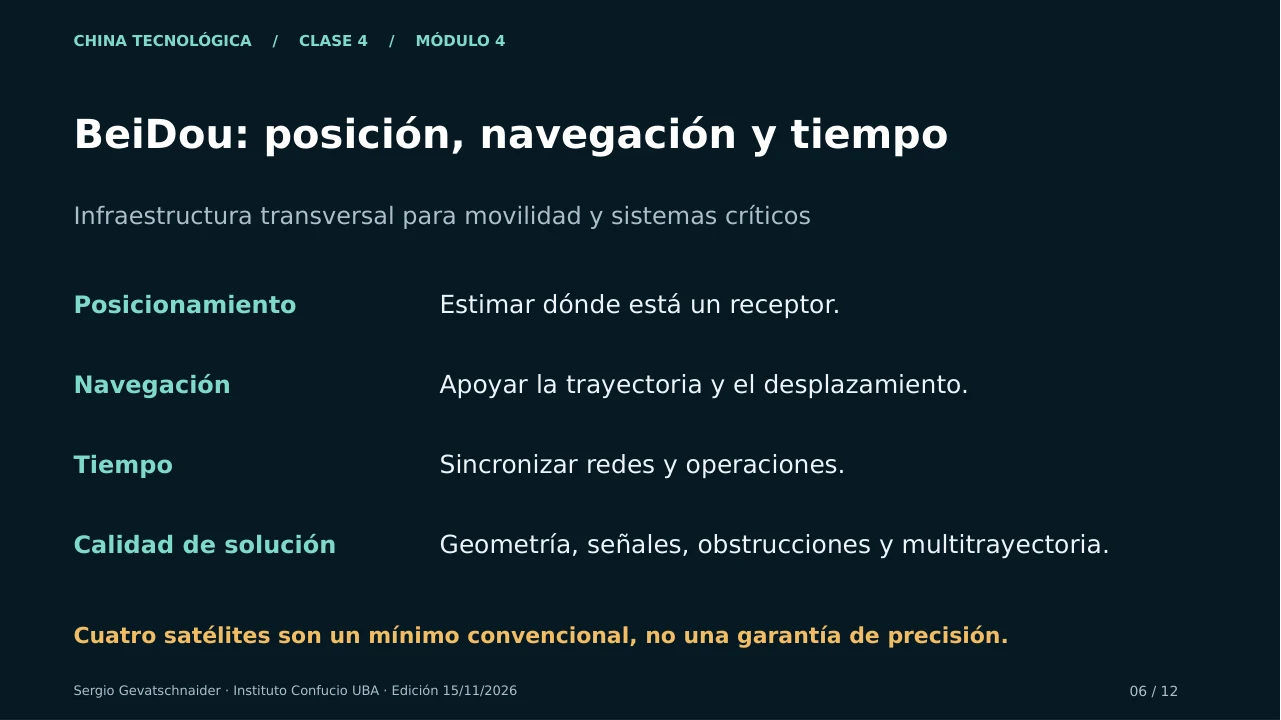 CHINA TECNOLÓGICA / CLASE 4 / MÓDULO 4
BeiDou: posición, navegación y tiempo
Infraestructura transversal para movilidad y sistemas críticos
Posicionamiento Estimar dónde está un receptor.
Navegación Apoyar la trayectoria y el desplazamiento.
Tiempo Sincronizar redes y operaciones.
Calidad de solución Geometría, señales, obstrucciones y multitrayectoria.
Cuatro satélites son un mínimo convencional, no una garantía de precisión.
Sergio Gevatschnaider · Instituto Confucio UBA · Edición 15/11/2026 06 / 12